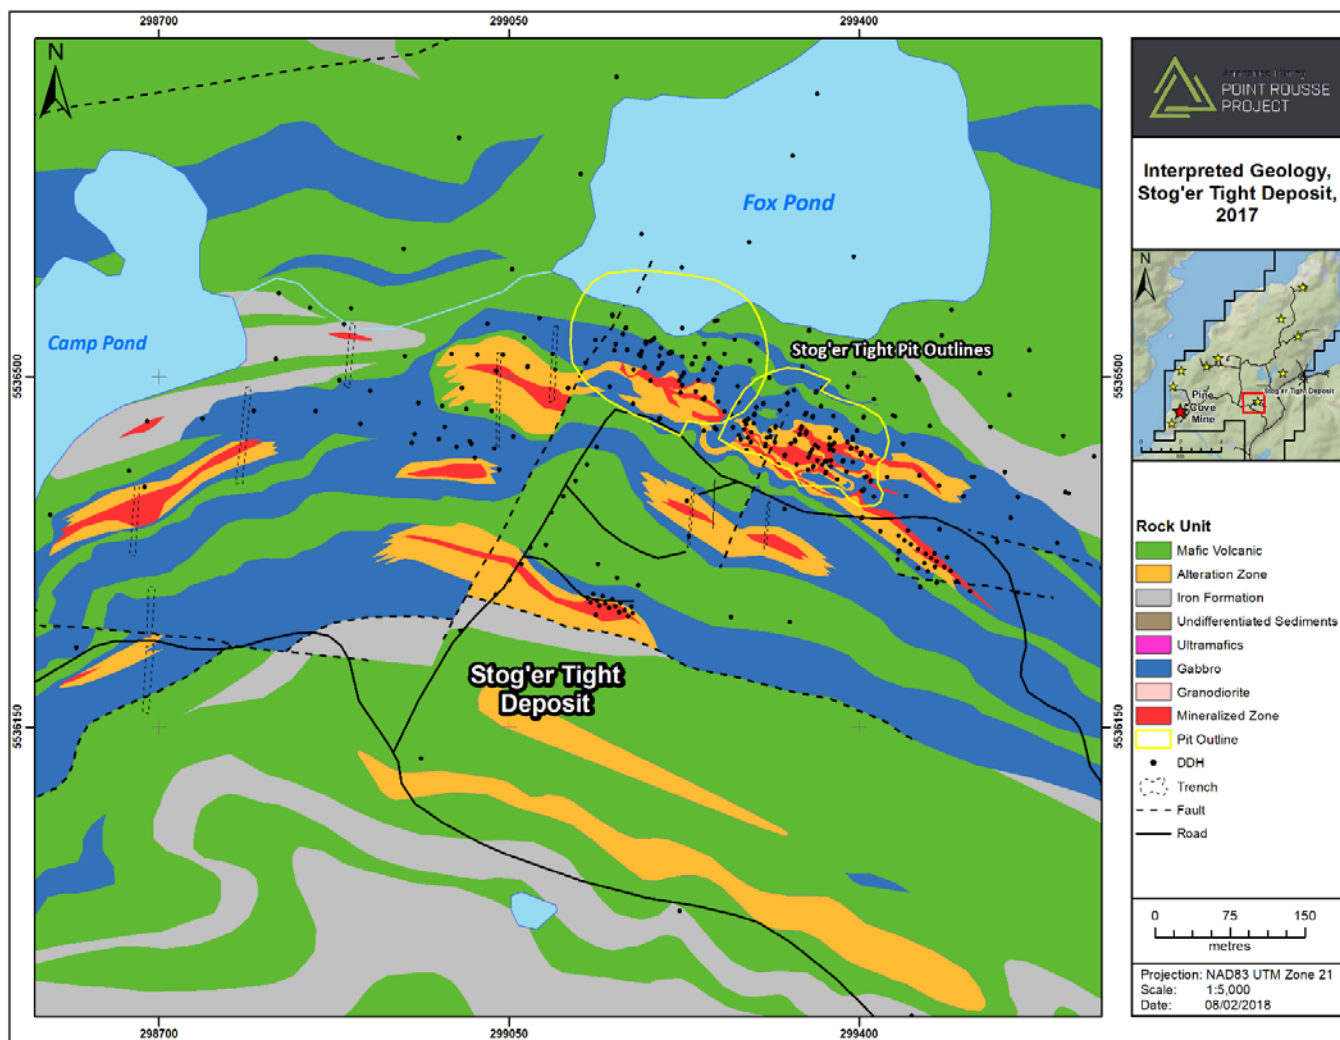 298700
299050
299400
N
Fox Pond
Camp Pond
Stog'er Tight Pit Outlines
5536500
5536500
Stog'er Tight
Deposit
5536150
5536150
298700
299050
299400
POINT ROUSSE
PROJECT
Interpreted Geology,
Stog'er Tight Deposit,
2017
N
Stog'er Tight Deposit
Pine
Cove
Mine
Rock Unit
Mafic Volcanic
Alteration Zone
Iron Formation
Undifferentiated Sediments
Ultramafics
Gabbro
Granodiorite
Mineralized Zone
Pit Outline
DDH
Trench
Fault
Road
0 75 150
metres
Projection: NAD83 UTM Zone 21
Scale: 1:5,000
Date: 08/02/2018